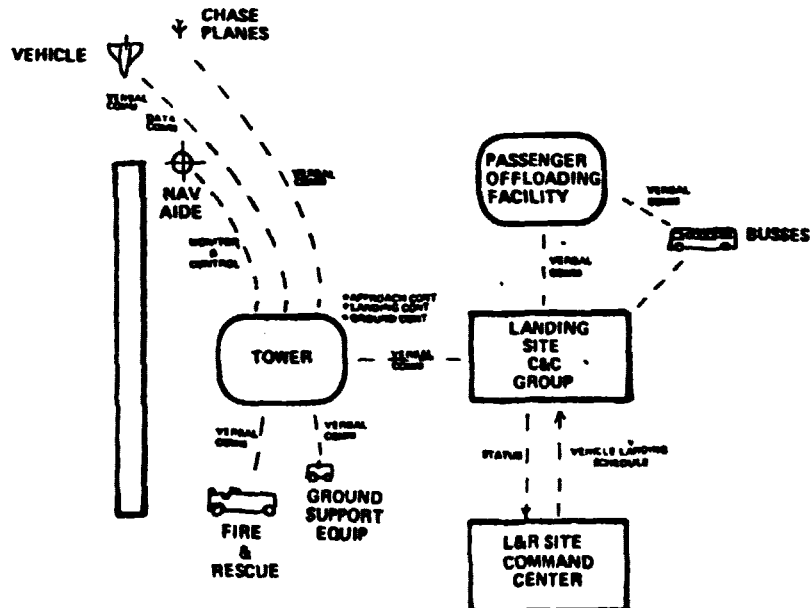 CHASE
PLANES
VEHICLE
VERBAL
COMM
DATA
COMM
NAV
AIDE
VERBAL
COMM
MONITOR
&
CONTROL
PASSENGER
OFFLOADING
FACILITY
VERBAL
COMM
BUSSES
VERBAL
COMM
• APPROACH CONT
• LANDING CONT
• GROUND CONT
TOWER
VERBAL
COMM
LANDING
SITE
C&C
GROUP
VERBAL
COMM
VERBAL
COMM
STATUS
VEHICLE LANDING
SCHEDULE
FIRE
&
RESCUE
GROUND
SUPPORT
EQUIP
L&R SITE
COMMAND
CENTER